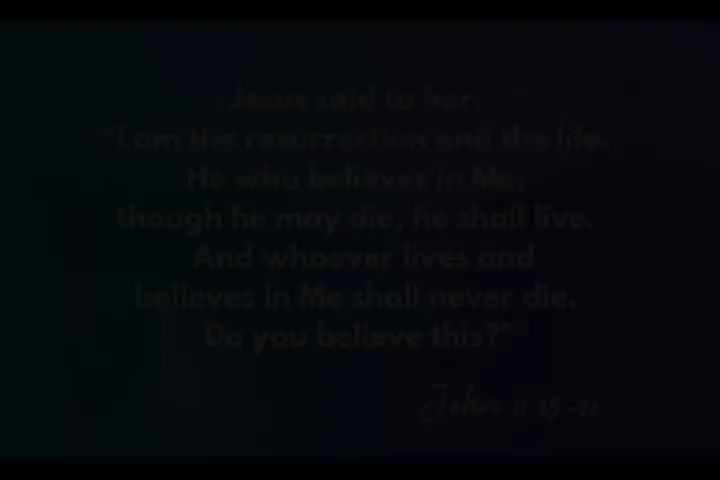 Jesus said to her,
"I am the resurrection and the life.
He who believes in Me,
though he may die, he shall live.
And whoever lives and
believes in Me shall never die.
Do you believe this?"
John 11:25-26